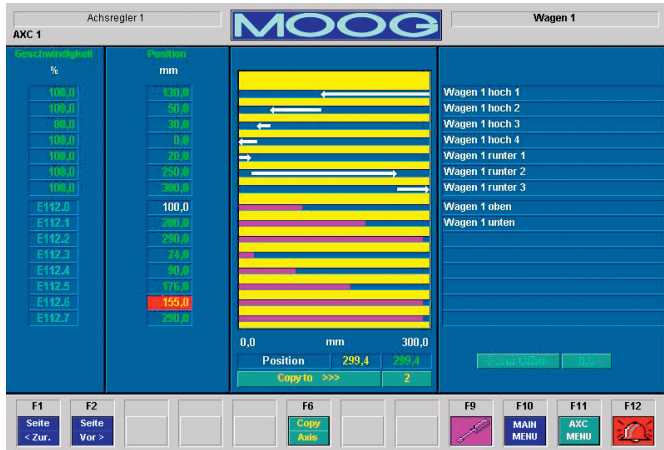 Achsregler 1
AXC 1
MOOG
Wagen 1
Geschwindigkeit Position
% mm
100,0 130,0 Wagen 1 hoch 1
100,0 50,0 Wagen 1 hoch 2
80,0 30,0 Wagen 1 hoch 3
100,0 0,0 Wagen 1 hoch 4
100,0 20,0 Wagen 1 runter 1
100,0 250,0 Wagen 1 runter 2
100,0 300,0 Wagen 1 runter 3
E112.0 100,0 Wagen 1 oben
E112.1 200,0 Wagen 1 unten
E112.2 290,0
E112.3 24,0
E112.4 90,0
E112.5 176,0
E112.6 155,0
E112.7 290,0
0,0 mm 300,0
Position 299,4 299,4
Copy to >>> 2
F1 F2 F6 F9 F10 F11 F12
Seite Seite Copy MAIN AXC
< Zur. Vor > Axis MENU MENU